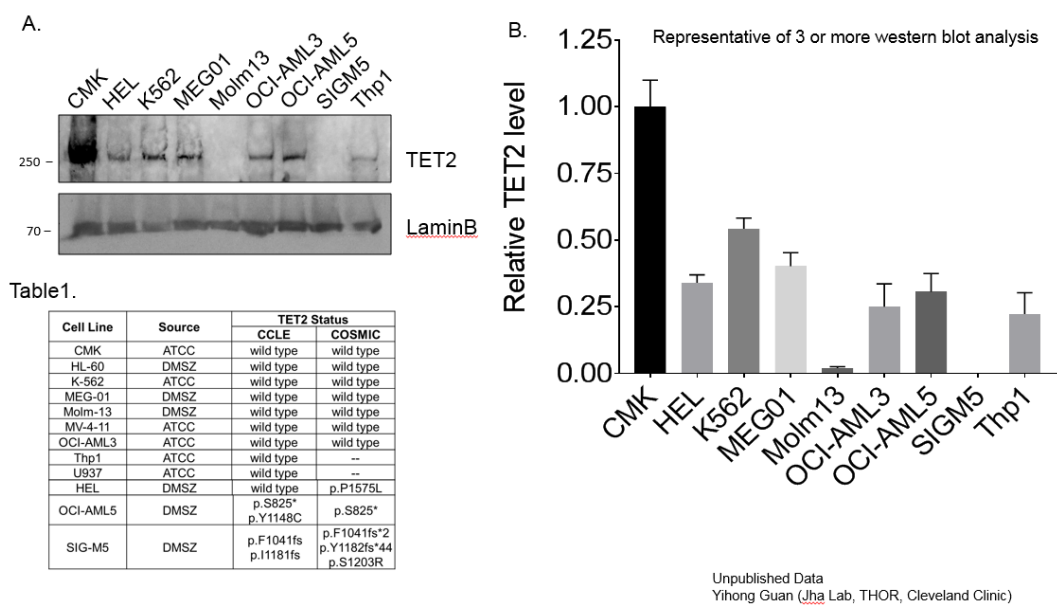 A.
CMK HEL K562 MEG01 Molm13 OCI-AML3 OCI-AML5 SIGM5 Thp1
250
TET2
70
LaminB
Table1.
Cell Line Source TET2 Status
CCLE COSMIC
CMK ATCC wild type wild type
HL-60 DMSZ wild type wild type
K-562 ATCC wild type wild type
MEG-01 DMSZ wild type wild type
Molm-13 DMSZ wild type wild type
MV-4-11 ATCC wild type wild type
OCI-AML3 ATCC wild type wild type
Thp1 ATCC wild type --
U937 ATCC wild type --
HEL DMSZ wild type p.P1575L
OCI-AML5 DMSZ p.S825* p.Y1148C p.S825*
SIG-M5 DMSZ p.F1041fs p.I1181fs p.F1041fs*2 p.Y1182fs*44 p.S1203R
B.
Representative of 3 or more western blot analysis
Relative TET2 level
1.25
1.00
0.75
0.50
0.25
0.00
CMK HEL K562 MEG01 Molm13 OCI-AML3 OCI-AML5 SIGM5 Thp1
Unpublished Data
Yihong Guan (Jha Lab, THOR, Cleveland Clinic)